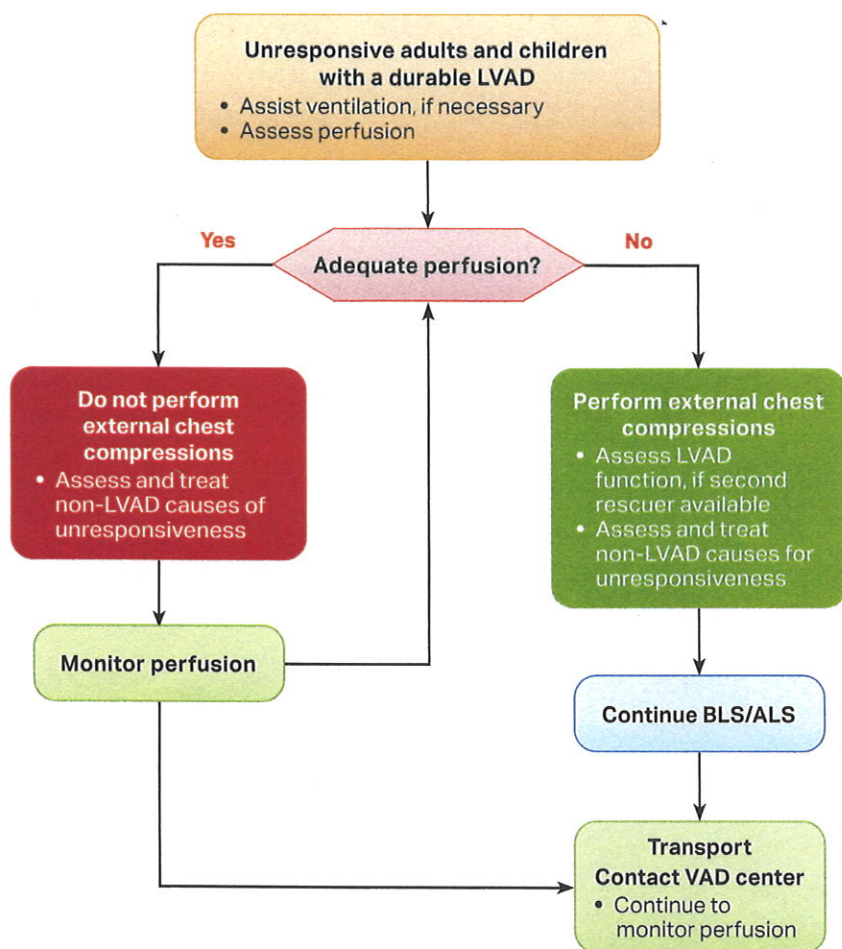 Unresponsive adults and children
with a durable LVAD
• Assist ventilation, if necessary
• Assess perfusion
Yes
Adequate perfusion?
No
Do not perform
external chest
compressions
• Assess and treat
non-LVAD causes of
unresponsiveness
Perform external chest
compressions
• Assess LVAD
function, if second
rescuer available
• Assess and treat
non-LVAD causes for
unresponsiveness
Monitor perfusion
Continue BLS/ALS
Transport
Contact VAD center
• Continue to
monitor perfusion